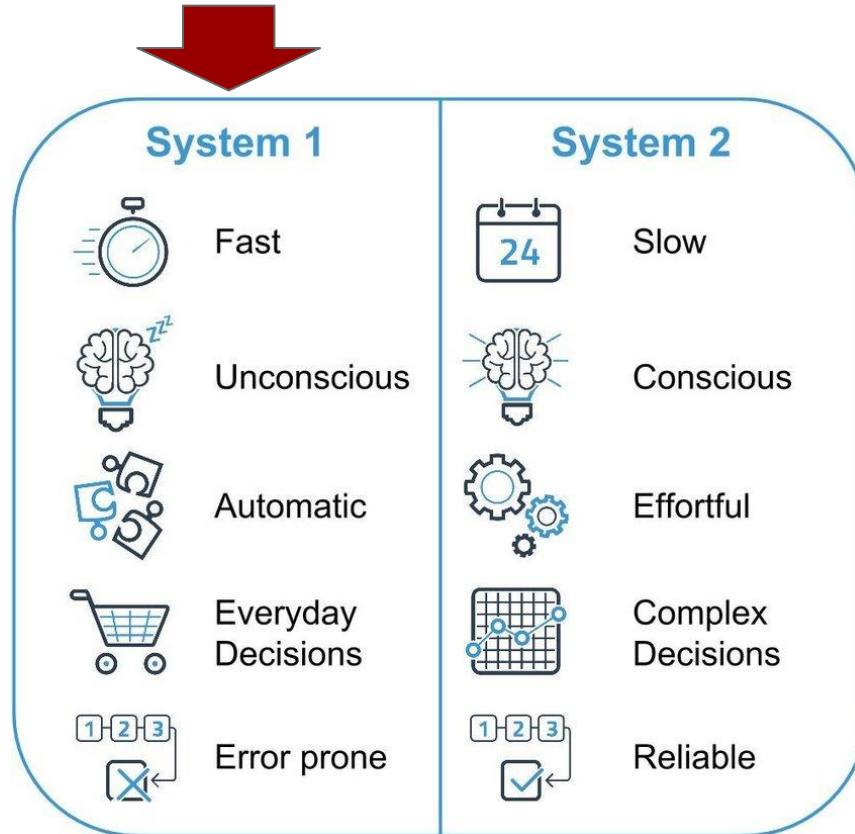 System 1
Fast
zzz
Unconscious
Automatic
Everyday
Decisions
1 2 3
Error prone
System 2
24
Slow
Conscious
Effortful
Complex
Decisions
1 2 3
Reliable